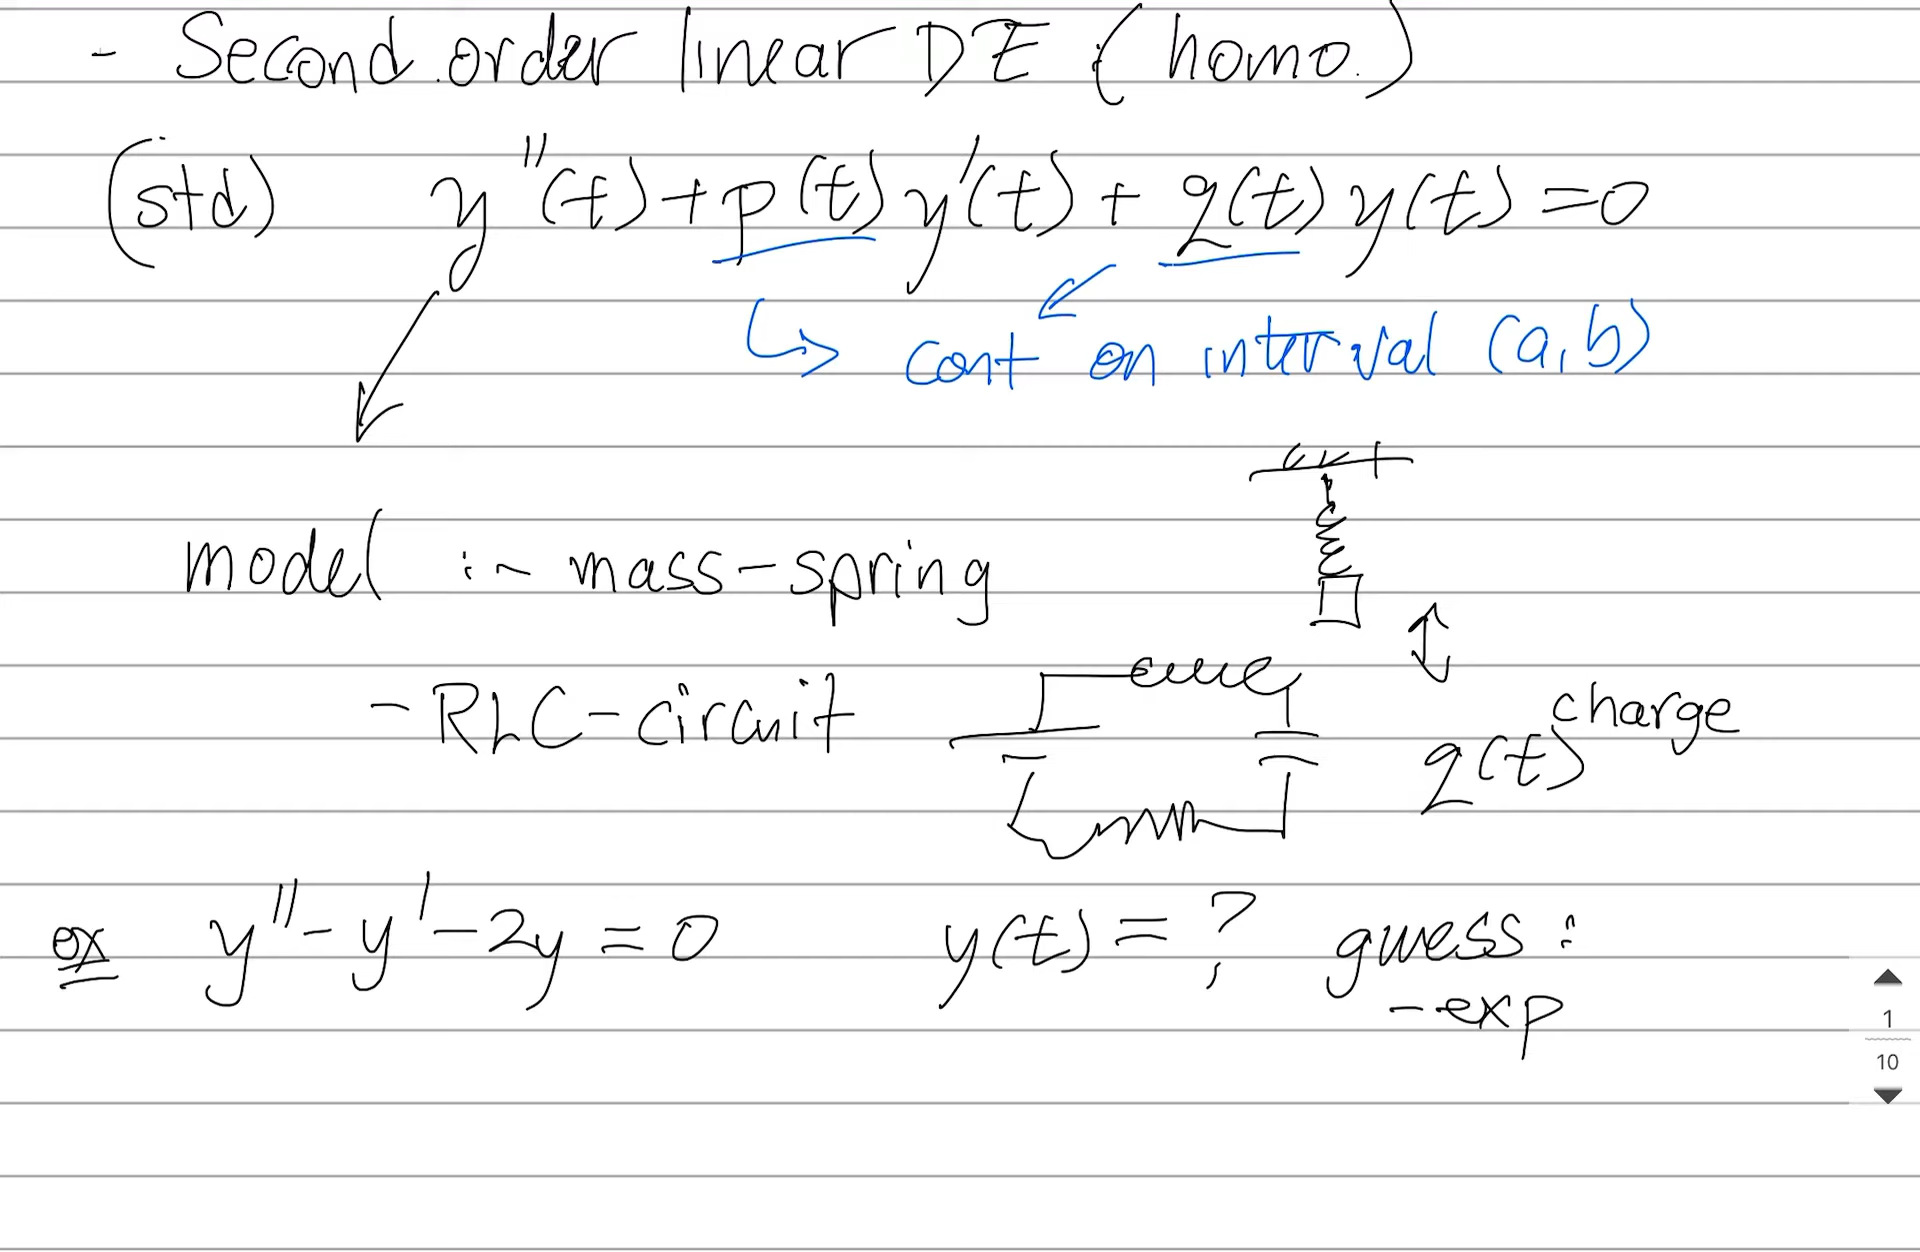 - Second order linear DE (homo.)
(std) y''(t) + p(t) y'(t) + q(t) y(t) = 0
↳ cont on interval (a,b)
model :- mass-spring
- RLC-circuit
charge
q(t)
ex y'' - y' - 2y = 0 y(t) = ? guess :
- exp
1
10